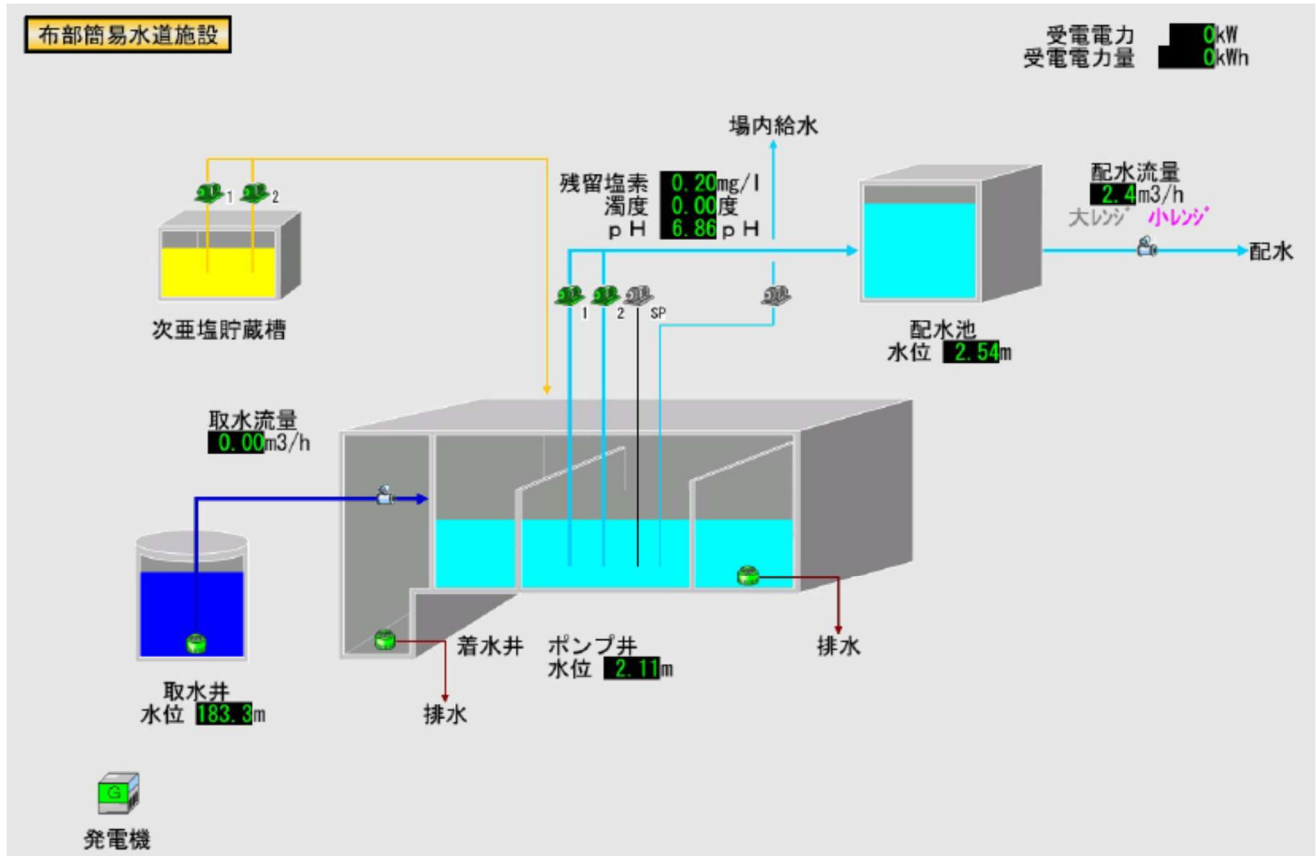 布部簡易水道施設
受電電力 0kW
受電電力量 0kWh
場内給水
残留塩素 0.20mg/l
濁度 0.00度
pH 6.86pH
配水流量
2.4m3/h
大レンジ 小レンジ
配水
1 2
次亜塩貯蔵槽
1 2 SP
配水池
水位 2.54m
取水流量
0.00m3/h
着水井
ポンプ井
水位 2.11m
排水
取水井
水位 183.3m
排水
G
発電機